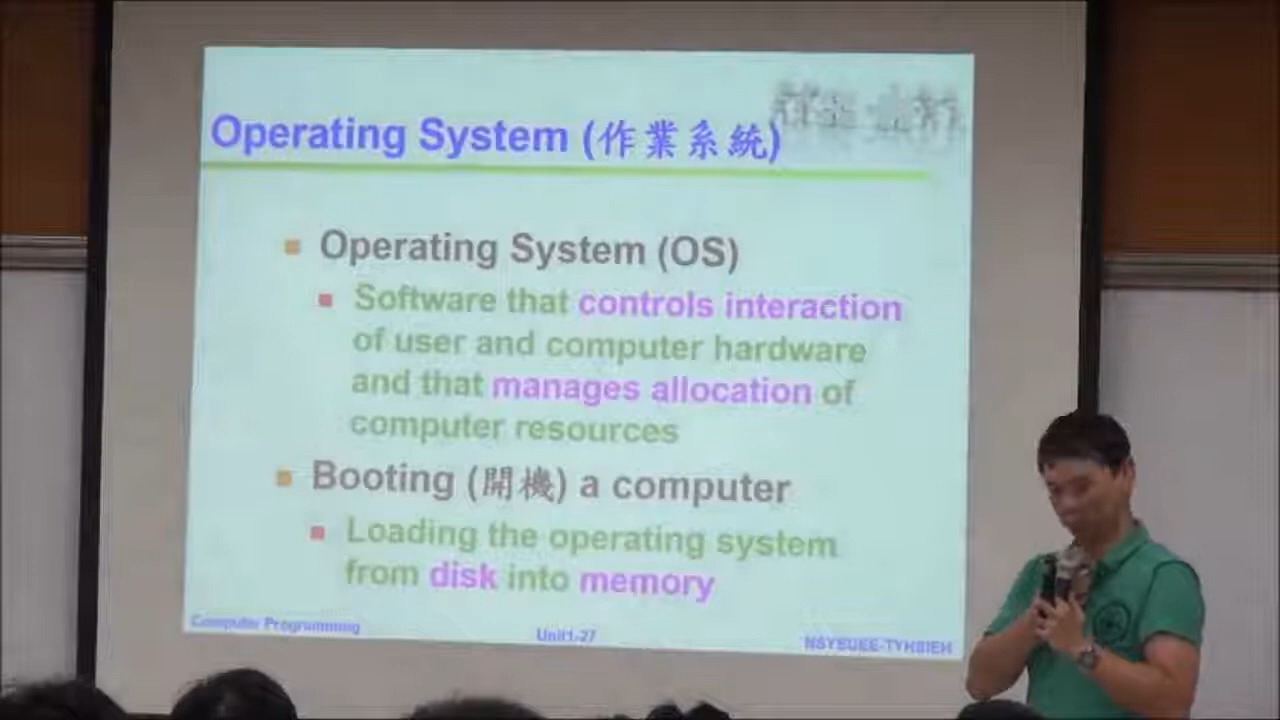 Operating System (作業系統)
Operating System (OS)
Software that controls interaction
of user and computer hardware
and that manages allocation of
computer resources
Booting (開機) a computer
Loading the operating system
from disk into memory
Computer Programming
Unit1-27
NSYSUEE-TYHSIEH